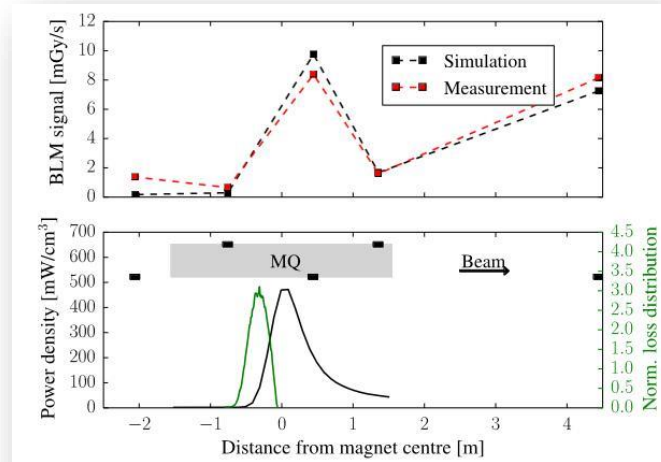 12
10
8
6
4
2
0
BLM signal [mGy/s]
Simulation
Measurement
700
600
500
400
300
200
100
0
Power density [mW/cm³]
MQ
Beam
4.5
4.0
3.5
3.0
2.5
2.0
1.5
1.0
0.5
0.0
Norm. loss distribution
−2 −1 0 1 2 3 4
Distance from magnet centre [m]